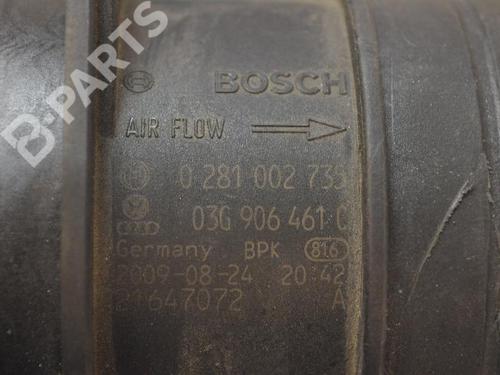 B-PARTS
BOSCH
AIR FLOW
0 281 002 735
03G 906 461 C
Germany BPK 816
2009-08-24 20:42
21647072 A